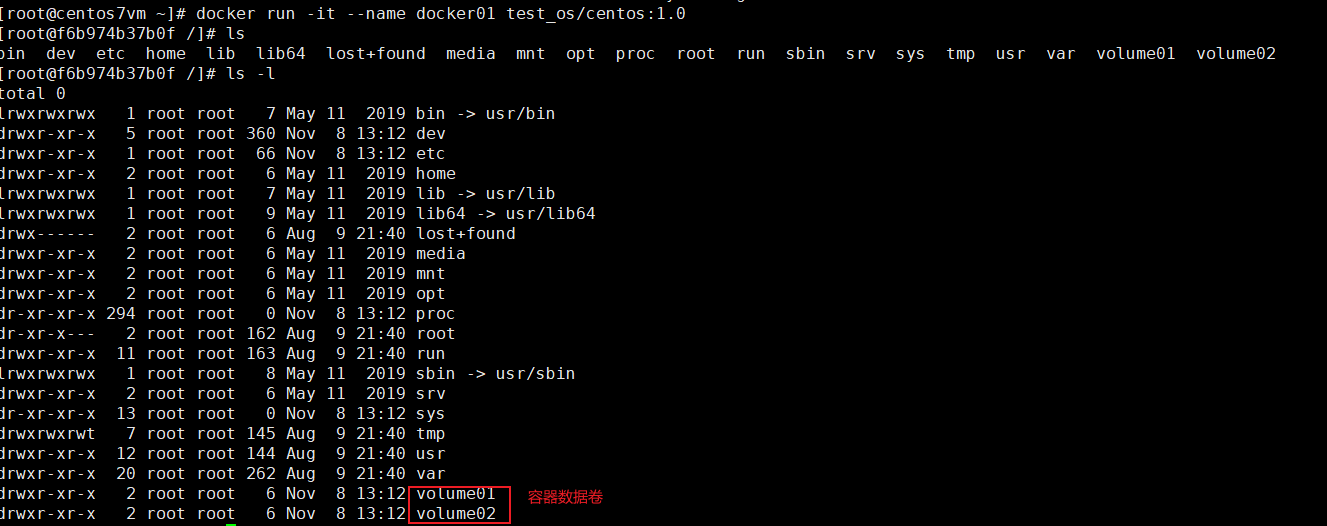 [root@centos7vm ~]# docker run -it --name docker01 test_os/centos:1.0
[root@f6b974b37b0f /]# ls
bin  dev  etc  home  lib  lib64  lost+found  media  mnt  opt  proc  root  run  sbin  srv  sys  tmp  usr  var  volume01  volume02
[root@f6b974b37b0f /]# ls -l
total 0
lrwxrwxrwx   1 root root   7 May 11  2019 bin -> usr/bin
drwxr-xr-x   5 root root 360 Nov  8 13:12 dev
drwxr-xr-x   1 root root  66 Nov  8 13:12 etc
drwxr-xr-x   2 root root   6 May 11  2019 home
lrwxrwxrwx   1 root root   7 May 11  2019 lib -> usr/lib
lrwxrwxrwx   1 root root   9 May 11  2019 lib64 -> usr/lib64
drwx------   2 root root   6 Aug  9 21:40 lost+found
drwxr-xr-x   2 root root   6 May 11  2019 media
drwxr-xr-x   2 root root   6 May 11  2019 mnt
drwxr-xr-x   2 root root   6 May 11  2019 opt
dr-xr-xr-x 294 root root   0 Nov  8 13:12 proc
dr-xr-x---   2 root root 162 Aug  9 21:40 root
drwxr-xr-x  11 root root 163 Aug  9 21:40 run
lrwxrwxrwx   1 root root   8 May 11  2019 sbin -> usr/sbin
drwxr-xr-x   2 root root   6 May 11  2019 srv
dr-xr-xr-x  13 root root   0 Nov  8 13:12 sys
drwxrwxrwt   7 root root 145 Aug  9 21:40 tmp
drwxr-xr-x  12 root root 144 Aug  9 21:40 usr
drwxr-xr-x  20 root root 262 Aug  9 21:40 var
drwxr-xr-x   2 root root   6 Nov  8 13:12 volume01 容器数据卷
drwxr-xr-x   2 root root   6 Nov  8 13:12 volume02